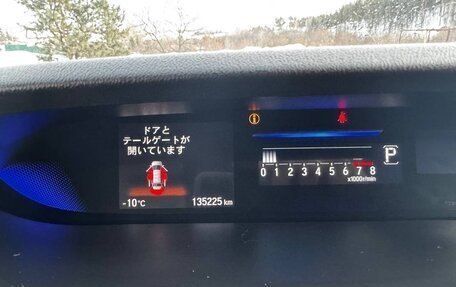 ドアと
テールゲートが
開いています
-10°C 135225 km
P
0 1 2 3 4 5 6 7 8
x1000r/min